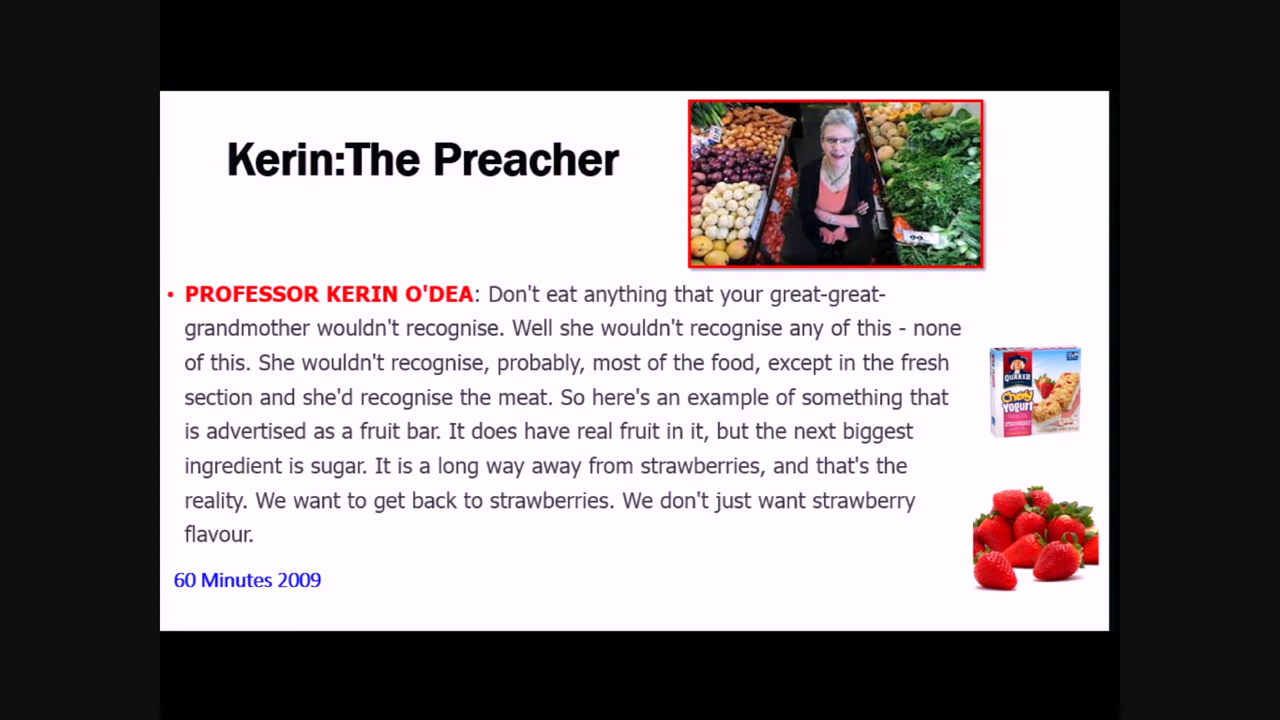 Kerin:The Preacher
• PROFESSOR KERIN O'DEA: Don't eat anything that your great-great-
grandmother wouldn't recognise. Well she wouldn't recognise any of this - none
of this. She wouldn't recognise, probably, most of the food, except in the fresh
section and she'd recognise the meat. So here's an example of something that
is advertised as a fruit bar. It does have real fruit in it, but the next biggest
ingredient is sugar. It is a long way away from strawberries, and that's the
reality. We want to get back to strawberries. We don't just want strawberry
flavour.
QUAKER
Chewy
Yogurt
STRAWBERRY
60 Minutes 2009